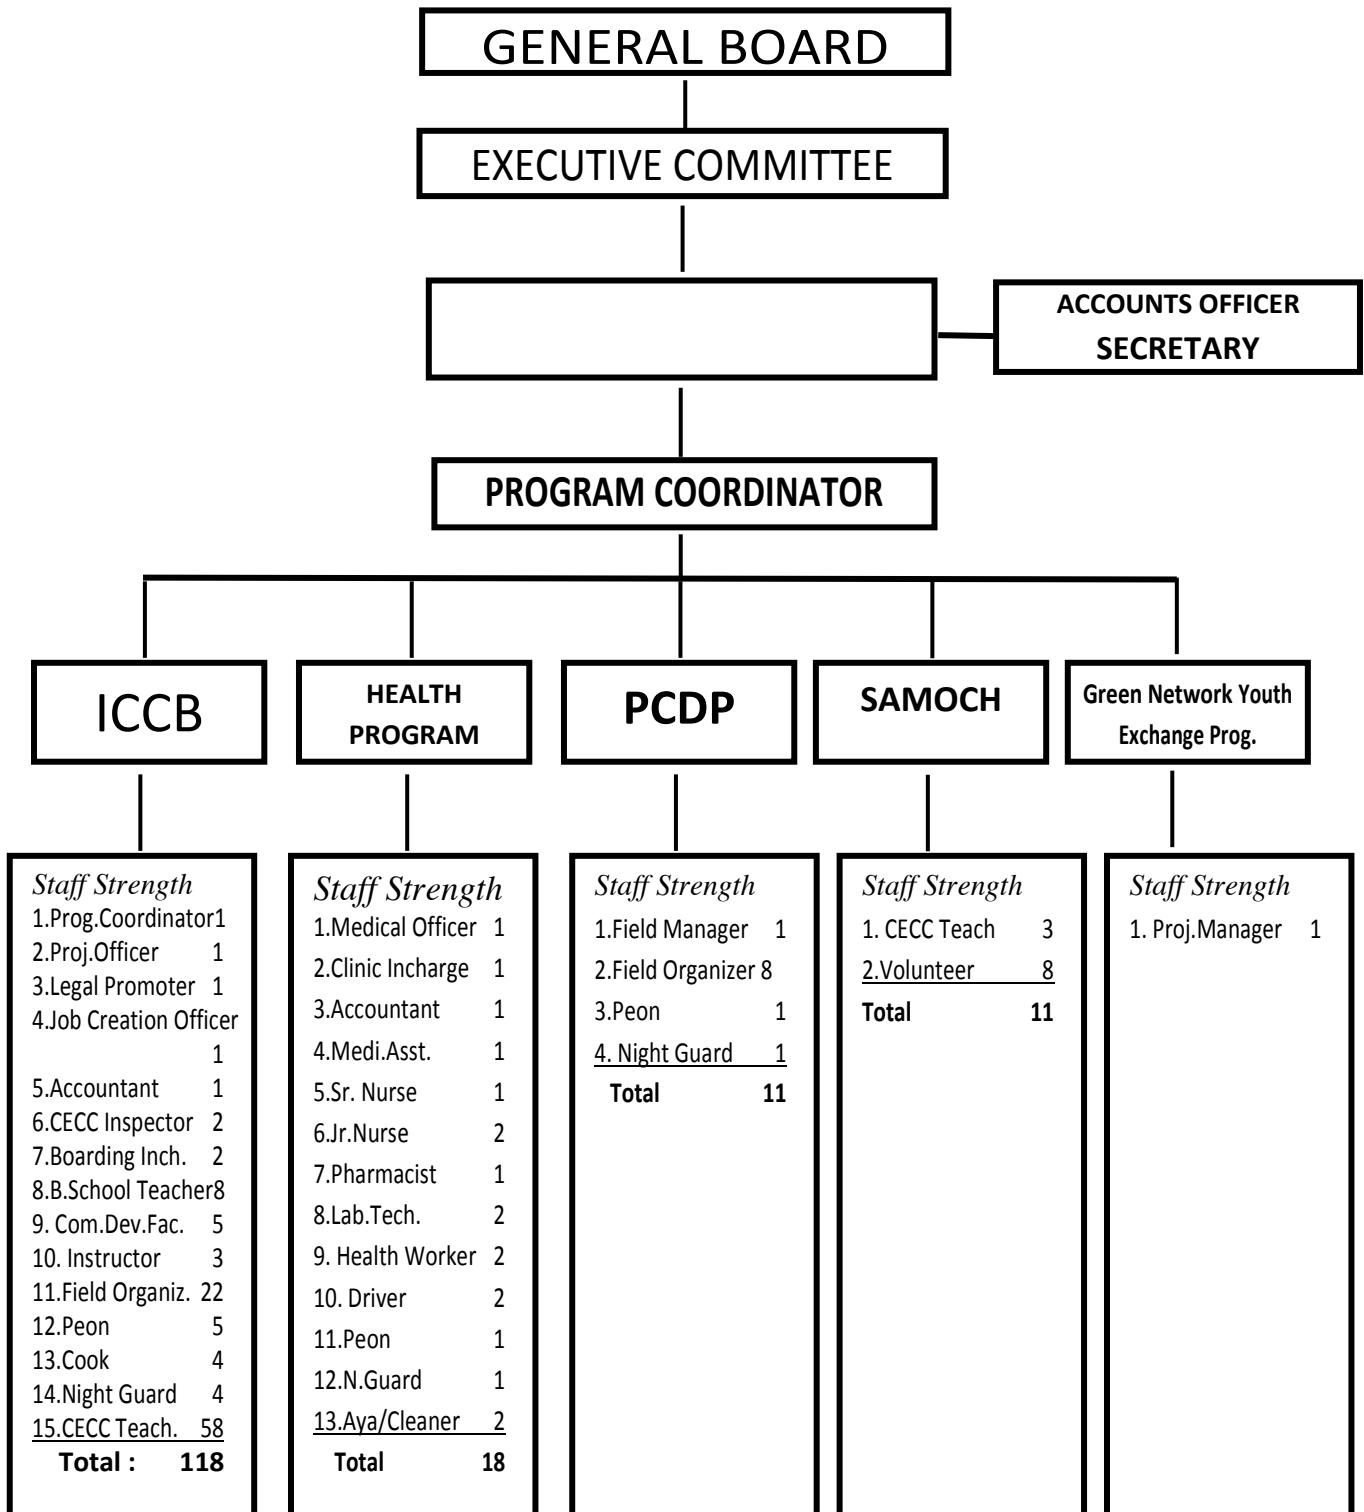 GENERAL BOARD
EXECUTIVE COMMITTEE
ACCOUNTS OFFICER
SECRETARY
PROGRAM COORDINATOR
ICCB
HEALTH
PROGRAM
PCDP
SAMOCH
Green Network Youth
Exchange Prog.
Staff Strength
1.Prog.Coordinator1
2.Proj.Officer 1
3.Legal Promoter 1
4.Job Creation Officer
1
5.Accountant 1
6.CECC Inspector 2
7.Boarding Inch. 2
8.B.School Teacher8
9. Com.Dev.Fac. 5
10. Instructor 3
11.Field Organiz. 22
12.Peon 5
13.Cook 4
14.Night Guard 4
15.CECC Teach. 58
Total : 118
Staff Strength
1.Medical Officer 1
2.Clinic Incharge 1
3.Accountant 1
4.Medi.Asst. 1
5.Sr. Nurse 1
6.Jr.Nurse 2
7.Pharmacist 1
8.Lab.Tech. 2
9. Health Worker 2
10. Driver 2
11.Peon 1
12.N.Guard 1
13.Aya/Cleaner 2
Total 18
Staff Strength
1.Field Manager 1
2.Field Organizer 8
3.Peon 1
4. Night Guard 1
Total 11
Staff Strength
1. CECC Teach 3
2.Volunteer 8
Total 11
Staff Strength
1. Proj.Manager 1